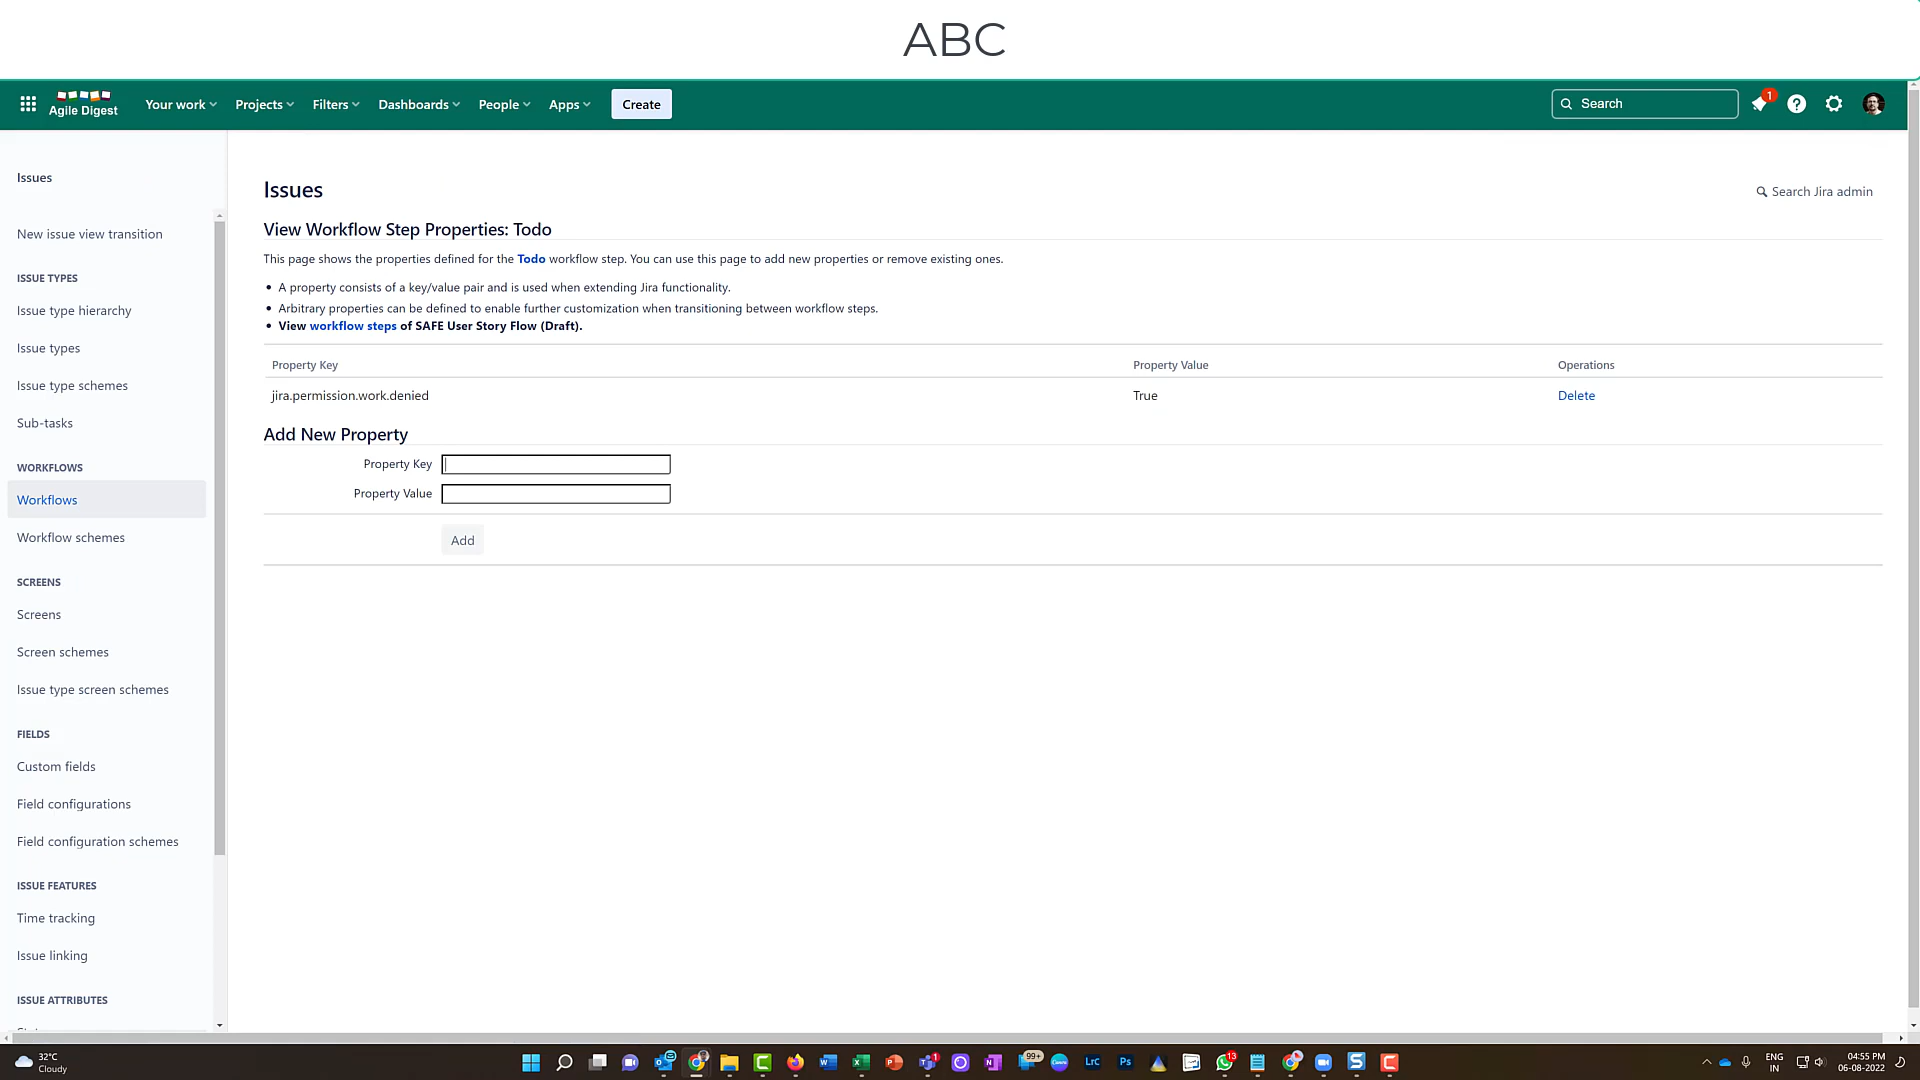 ABC
Agile Digest
Your work
Projects
Filters
Dashboards
People
Apps
Create
Search
1
Issues
New issue view transition
ISSUE TYPES
Issue type hierarchy
Issue types
Issue type schemes
Sub-tasks
WORKFLOWS
Workflows
Workflow schemes
SCREENS
Screens
Screen schemes
Issue type screen schemes
FIELDS
Custom fields
Field configurations
Field configuration schemes
ISSUE FEATURES
Time tracking
Issue linking
ISSUE ATTRIBUTES
Issues
Search Jira admin
View Workflow Step Properties: Todo
This page shows the properties defined for the Todo workflow step. You can use this page to add new properties or remove existing ones.
A property consists of a key/value pair and is used when extending Jira functionality.
Arbitrary properties can be defined to enable further customization when transitioning between workflow steps.
View workflow steps of SAFE User Story Flow (Draft).
Property Key Property Value Operations
jira.permission.work.denied True Delete
Add New Property
Property Key
Property Value
Add
32°C
Cloudy
99+
LrC
Ps
13
1
ENG
IN
04:55 PM
06-08-2022